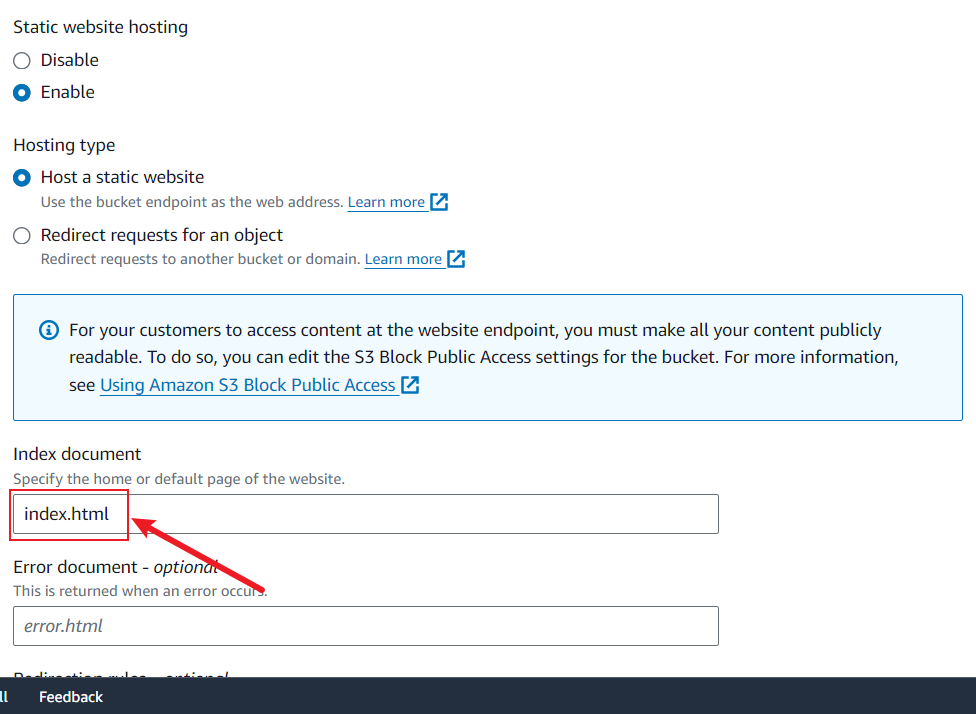 Static website hosting
Disable
Enable
Hosting type
Host a static website
Use the bucket endpoint as the web address. Learn more
Redirect requests for an object
Redirect requests to another bucket or domain. Learn more
For your customers to access content at the website endpoint, you must make all your content publicly
readable. To do so, you can edit the S3 Block Public Access settings for the bucket. For more information,
see Using Amazon S3 Block Public Access
Index document
Specify the home or default page of the website.
index.html
Error document - optional
This is returned when an error occurs.
error.html
Redirection rules - optional
ll Feedback